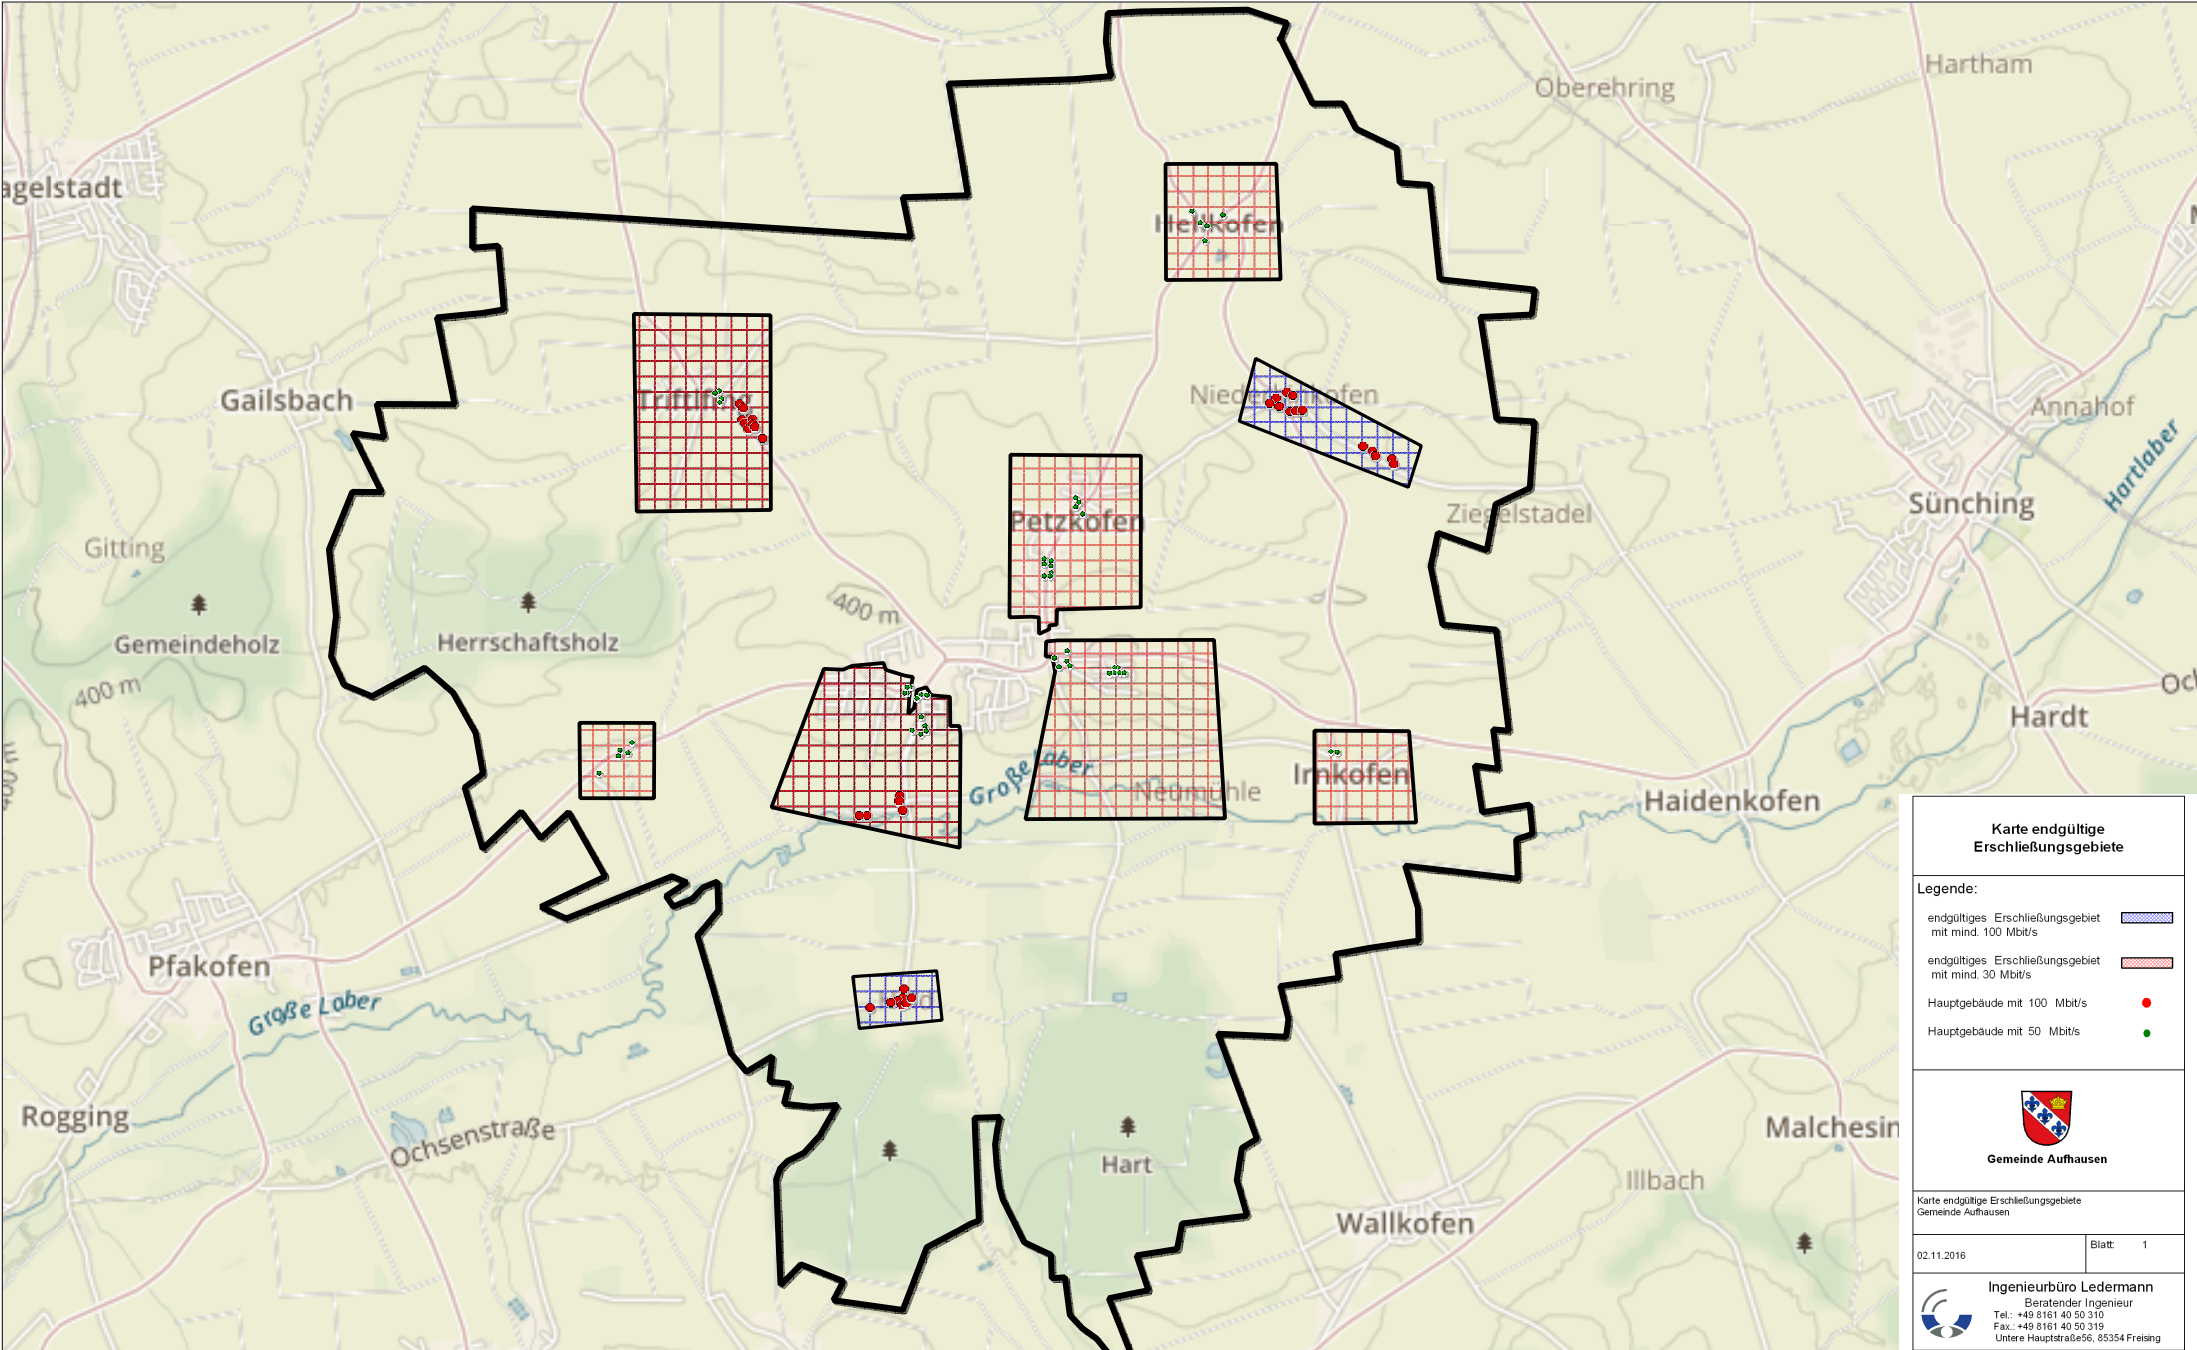 Hartham
Oberehring
agelstadt
Hellkofen
Gailsbach
Triftlfing
Annahof
Sünching
Hartlaber
Petzkofen
Ziegelstadel
Gitting
400 m
Gemeindeholz
Herrschaftsholz
400 m
Hardt
Große Laber
Neumühle
Irnkofen
Haidenkofen
Pfakofen
Große Laber
Rogging
Ochsenstraße
Hart
Malchesin
Illbach
Wallkofen
Karte endgültige
Erschließungsgebiete
Legende:
endgültiges Erschließungsgebiet
mit mind. 100 Mbit/s
endgültiges Erschließungsgebiet
mit mind. 30 Mbit/s
Hauptgebäude mit 100 Mbit/s
Hauptgebäude mit 50 Mbit/s
Gemeinde Aufhausen
Karte endgültige Erschließungsgebiete
Gemeinde Aufhausen
02.11.2016
Blatt: 1
Ingenieurbüro Ledermann
Beratender Ingenieur
Tel.: +49 8161 40 50 310
Fax.: +49 8161 40 50 319
Untere Hauptstraße56, 85354 Freising